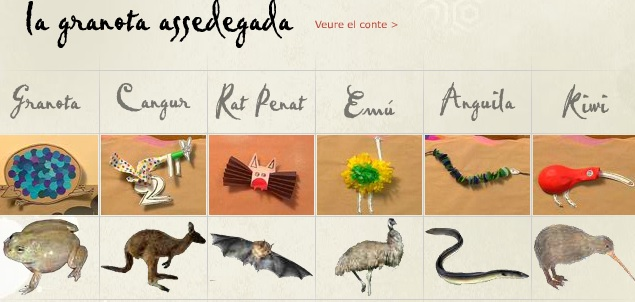 la granota assedegada
Veure el conte >
Granota Cangur Rat Penat Emú Anguila Kiwi